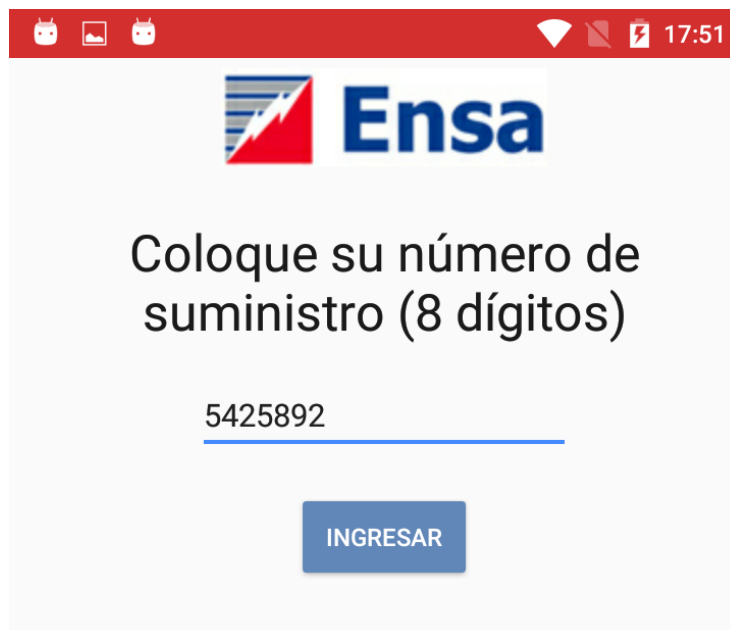 17:51
Ensa
Coloque su número de
suministro (8 dígitos)
5425892
INGRESAR